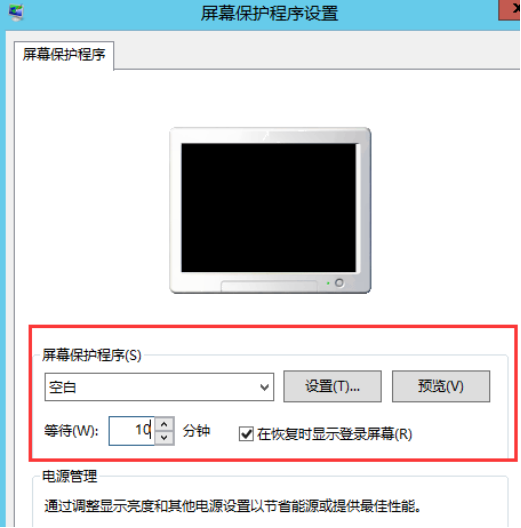 屏幕保护程序设置
屏幕保护程序
屏幕保护程序(S)
空白
设置(T)...
预览(V)
等待(W):
10
分钟
在恢复时显示登录屏幕(R)
电源管理
通过调整显示亮度和其他电源设置以节省能源或提供最佳性能。